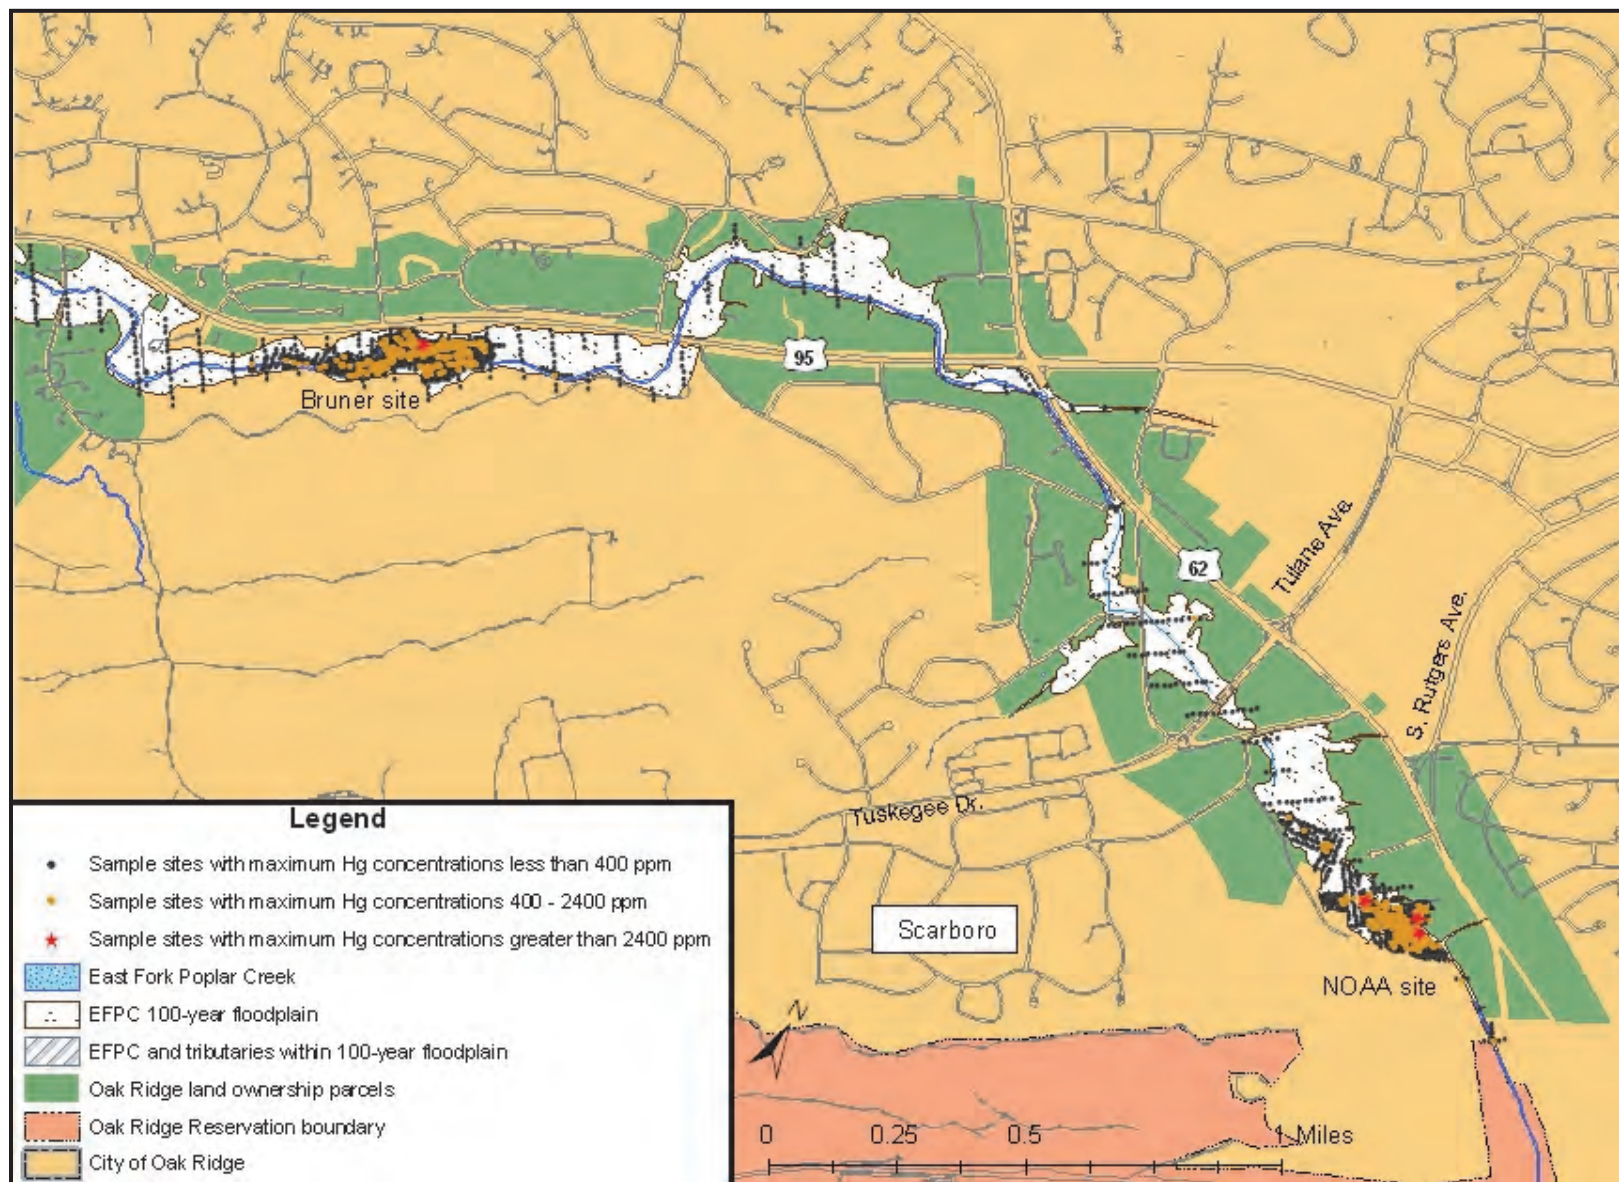 95
Bruner site
62
Tulane Ave.
S. Rutgers Ave.
Tuskegee Dr.
Scarboro
NOAA site
N
0 0.25 0.5 1 Miles
Legend
Sample sites with maximum Hg concentrations less than 400 ppm
Sample sites with maximum Hg concentrations 400 - 2400 ppm
Sample sites with maximum Hg concentrations greater than 2400 ppm
East Fork Poplar Creek
EFPC 100-year floodplain
EFPC and tributaries within 100-year floodplain
Oak Ridge land ownership parcels
Oak Ridge Reservation boundary
City of Oak Ridge